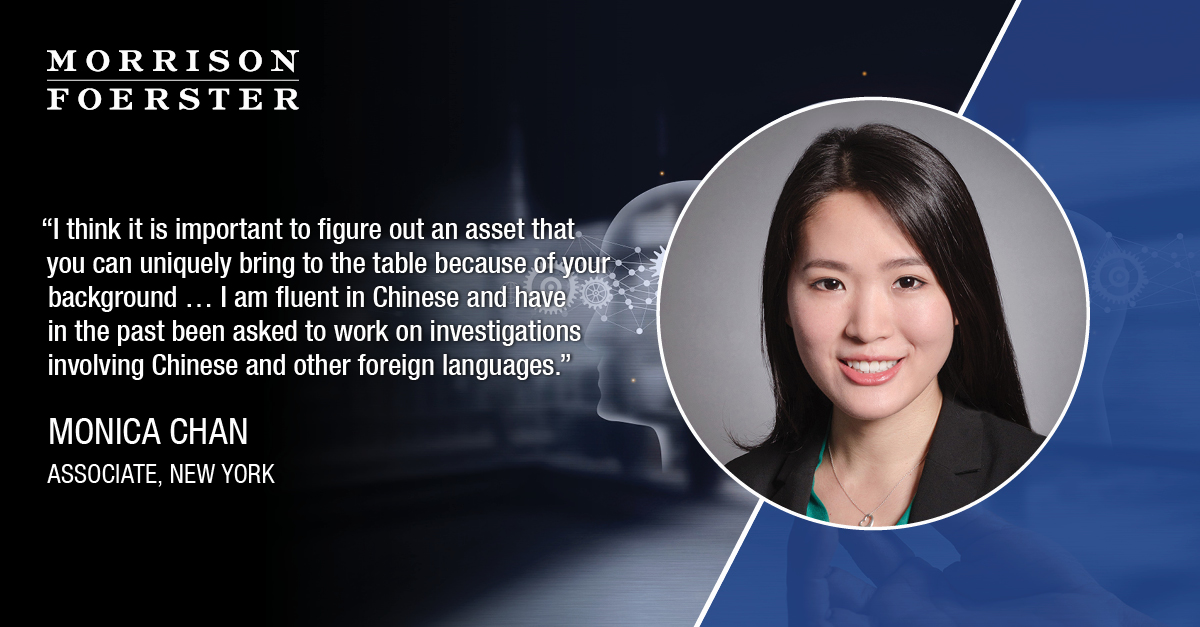 MORRISON
FOERSTER
“I think it is important to figure out an asset that
you can uniquely bring to the table because of your
background … I am fluent in Chinese and have
in the past been asked to work on investigations
involving Chinese and other foreign languages.”
MONICA CHAN
ASSOCIATE, NEW YORK